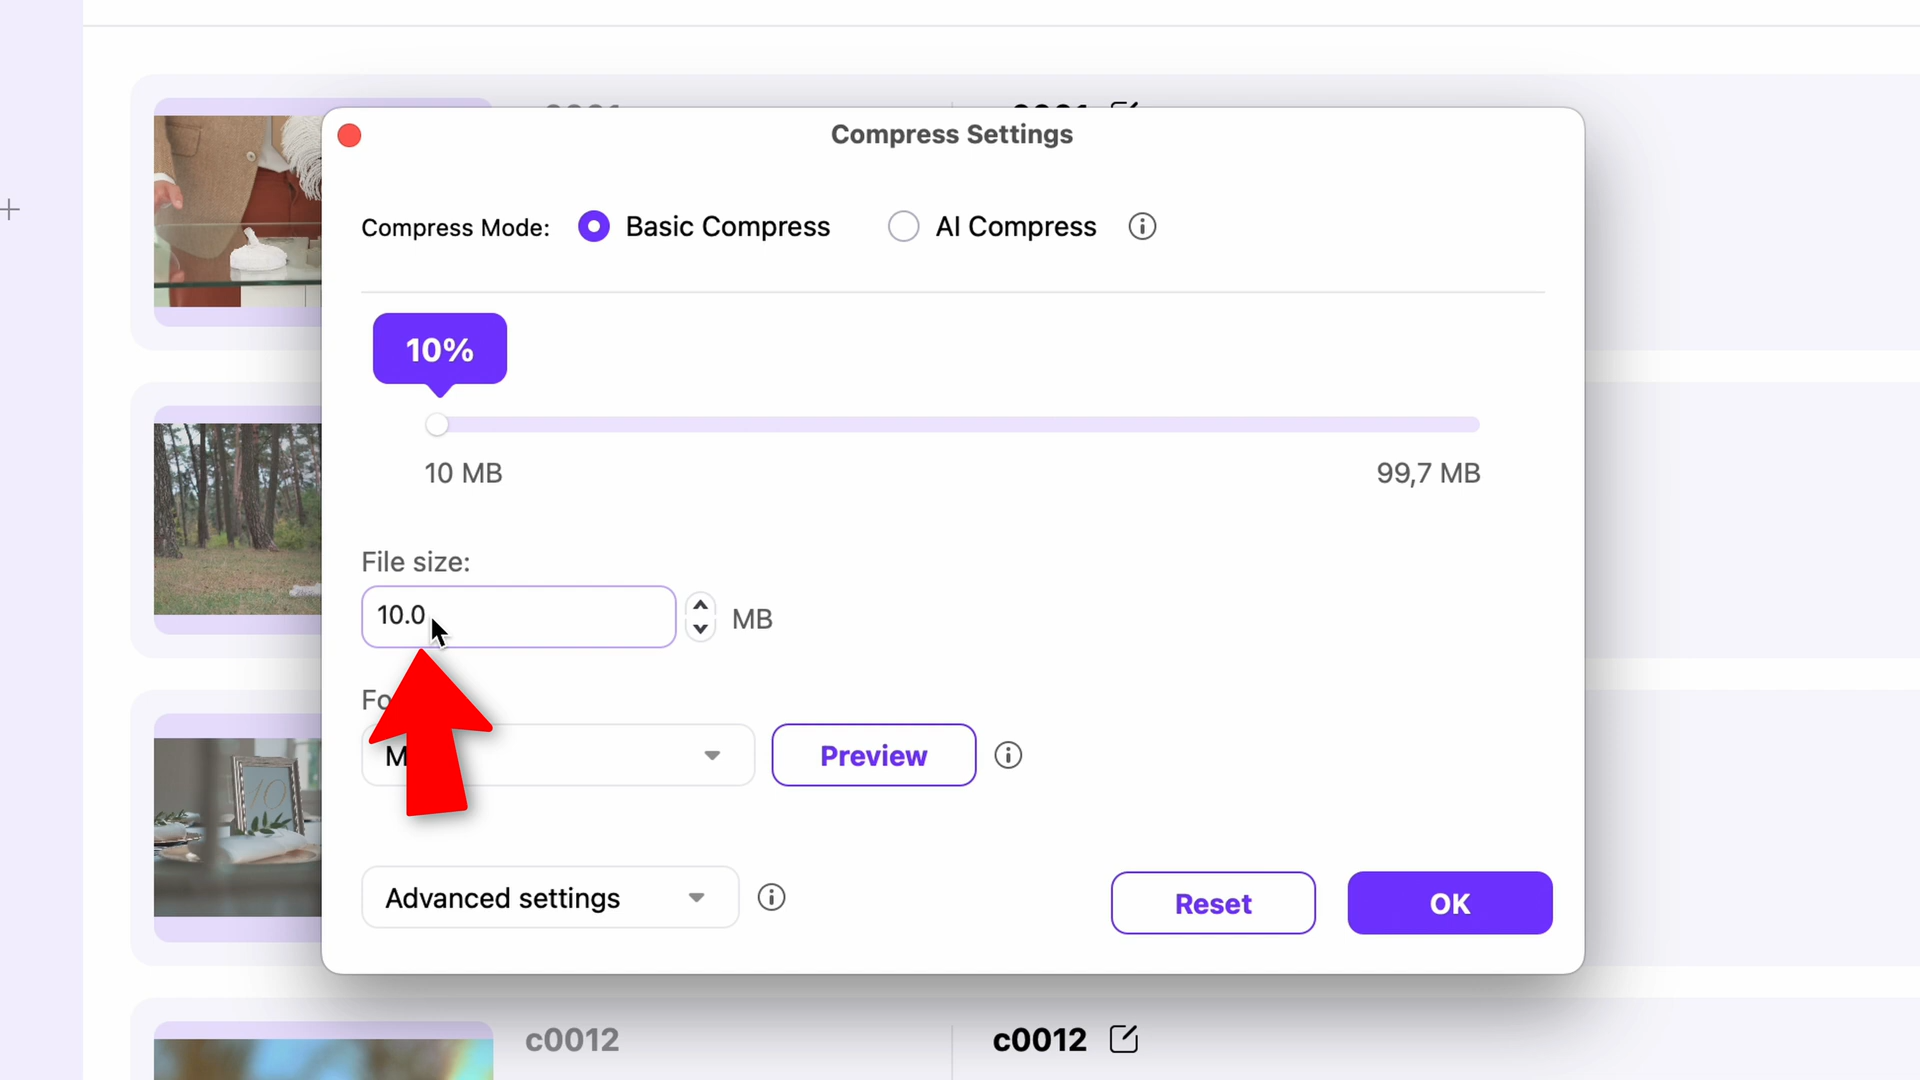 Compress Settings
Compress Mode: Basic Compress AI Compress
10%
10 MB 99,7 MB
File size:
10.0 MB
Preview
Advanced settings Reset OK
c0012 c0012